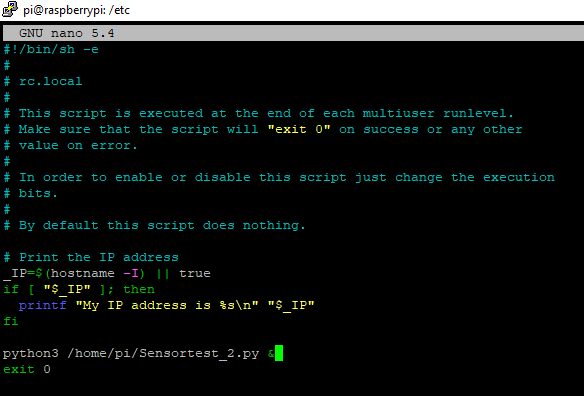 pi@raspberrypi: /etc
GNU nano 5.4
#!/bin/sh -e
#
# rc.local
#
# This script is executed at the end of each multiuser runlevel.
# Make sure that the script will "exit 0" on success or any other
# value on error.
#
# In order to enable or disable this script just change the execution
# bits.
#
# By default this script does nothing.
# Print the IP address
_IP=$(hostname -I) || true
if [ "$_IP" ]; then
  printf "My IP address is %s\n" "$_IP"
fi
python3 /home/pi/Sensortest_2.py &
exit 0